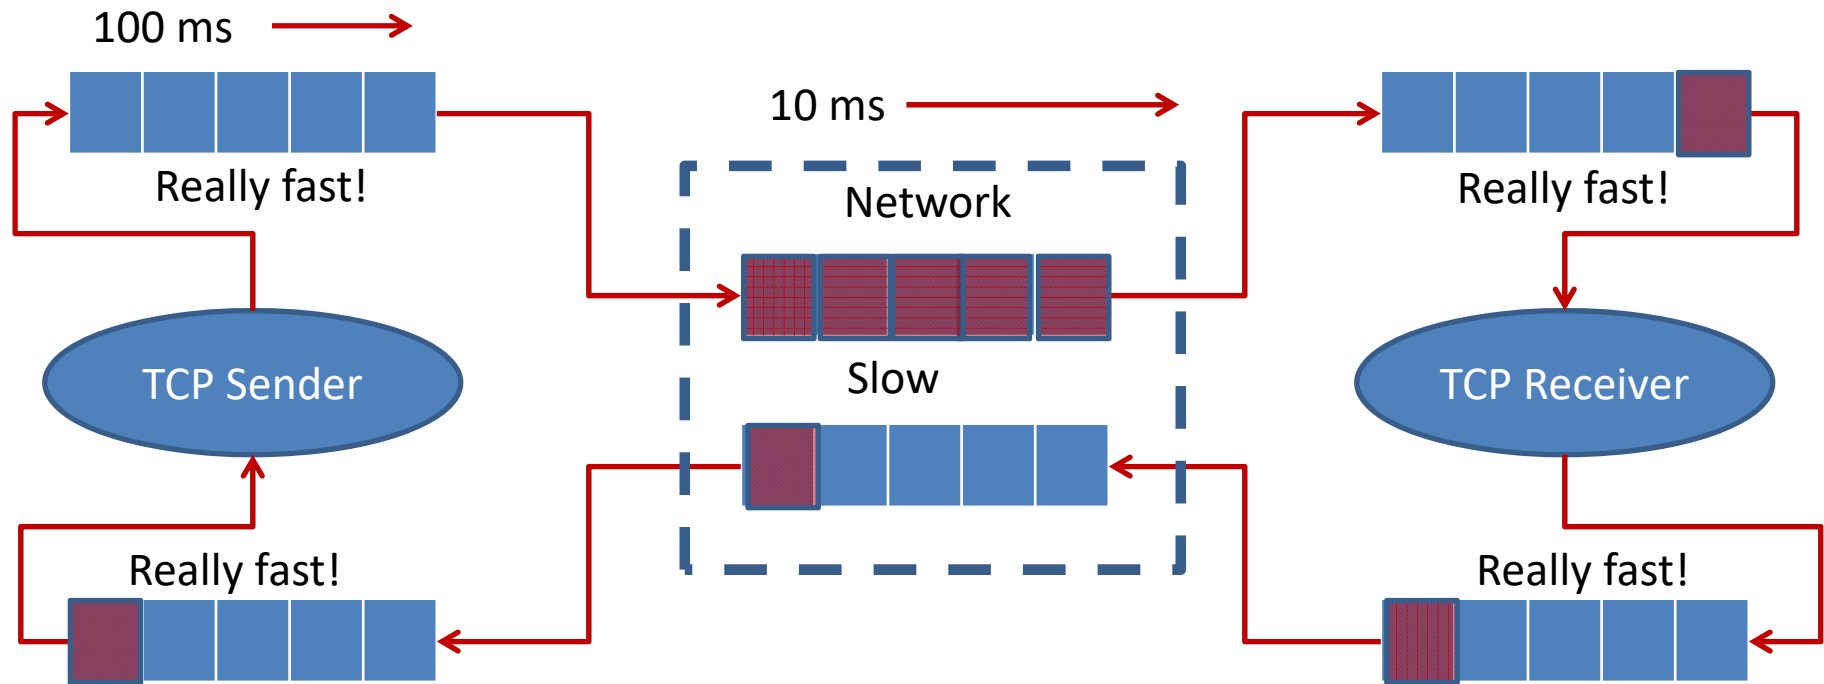 100 ms
10 ms
Really fast!
Really fast!
Network
TCP Sender
Slow
TCP Receiver
Really fast!
Really fast!